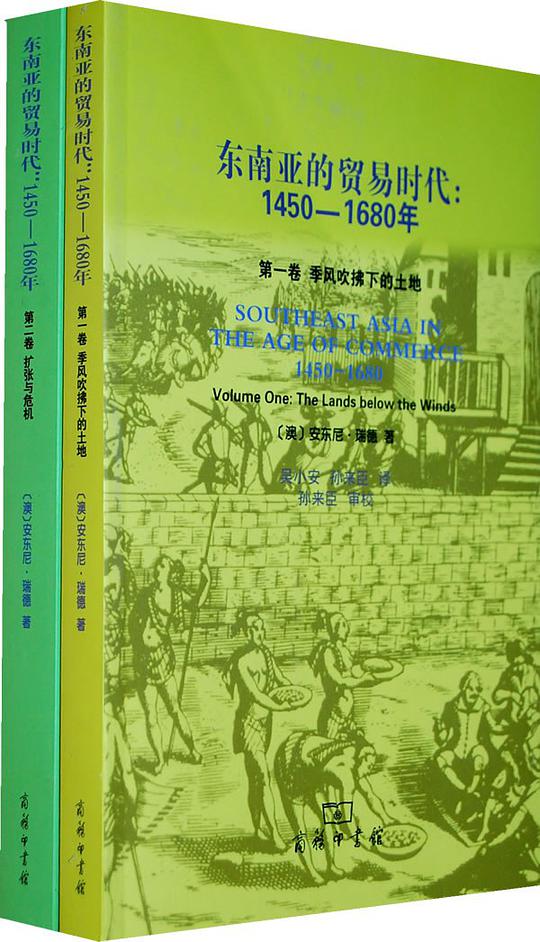 东南亚的贸易时代：1450—1680年
第二卷 扩张与危机
〔澳〕安东尼·瑞德 著
商务印书馆
东南亚的贸易时代：1450—1680年
第一卷 季风吹拂下的土地
〔澳〕安东尼·瑞德 著
商务印书馆
东南亚的贸易时代：
1450—1680年
第一卷 季风吹拂下的土地
SOUTHEAST ASIA IN
THE AGE OF COMMERCE
1450~1680
Volume One: The Lands below the Winds
〔澳〕安东尼·瑞德 著
吴小安 孙来臣 译
孙来臣 审校
商务印书馆